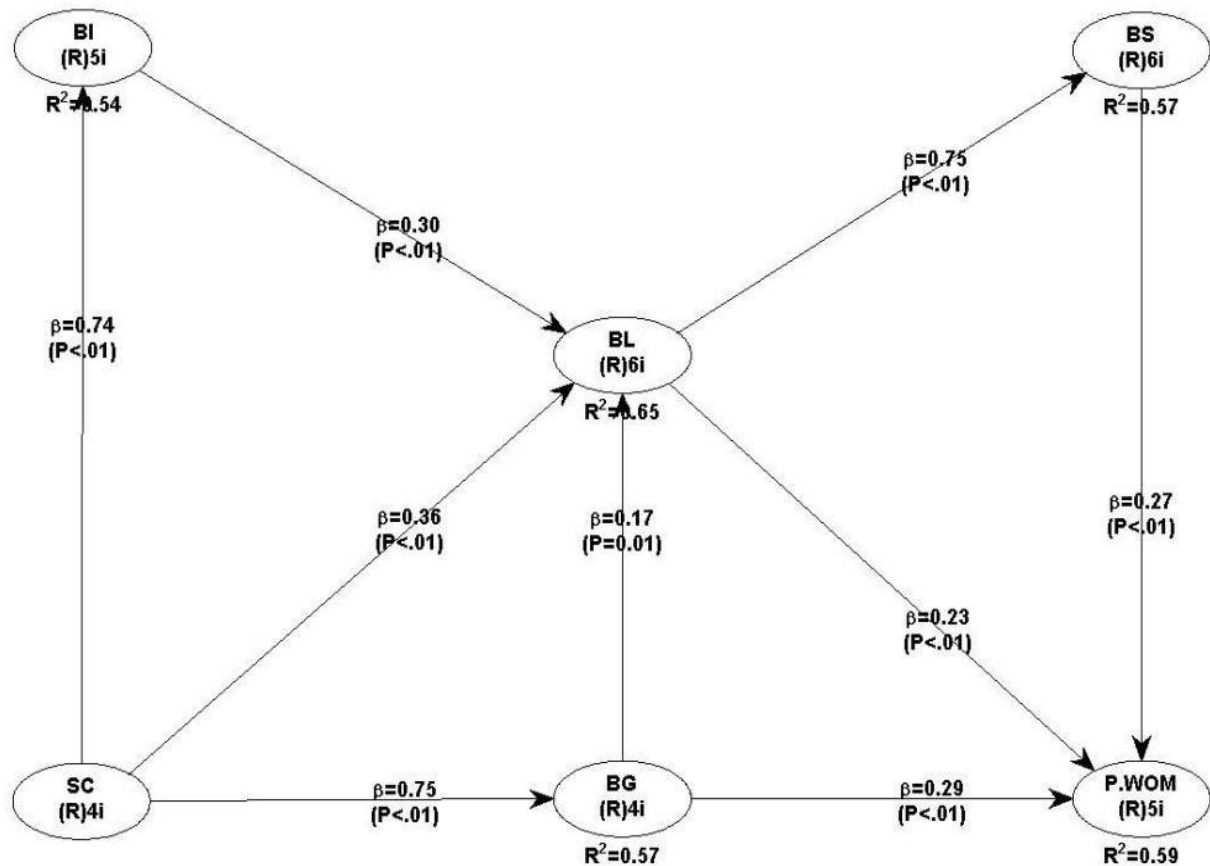 BI
(R)5i
R²=0.54
BS
(R)6i
R²=0.57
β=0.75
(P<.01)
β=0.30
(P<.01)
β=0.74
(P<.01)
BL
(R)6i
R²=0.65
β=0.36
(P<.01)
β=0.17
(P=0.01)
β=0.27
(P<.01)
β=0.23
(P<.01)
SC
(R)4i
β=0.75
(P<.01)
BG
(R)4i
R²=0.57
β=0.29
(P<.01)
P.WOM
(R)5i
R²=0.59